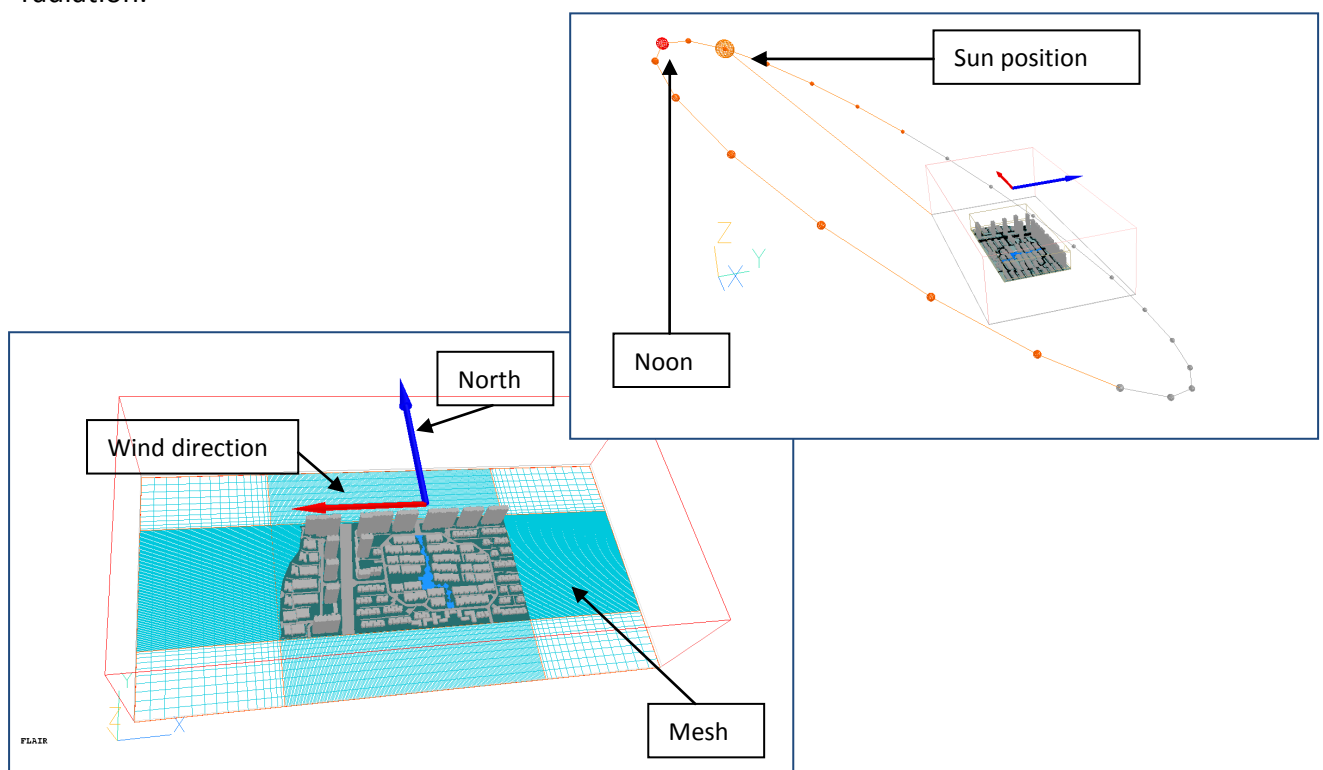 radiation.
Sun position
Z
Y
X
Noon
North
Wind direction
Y
Z
X
Mesh
FLAIR